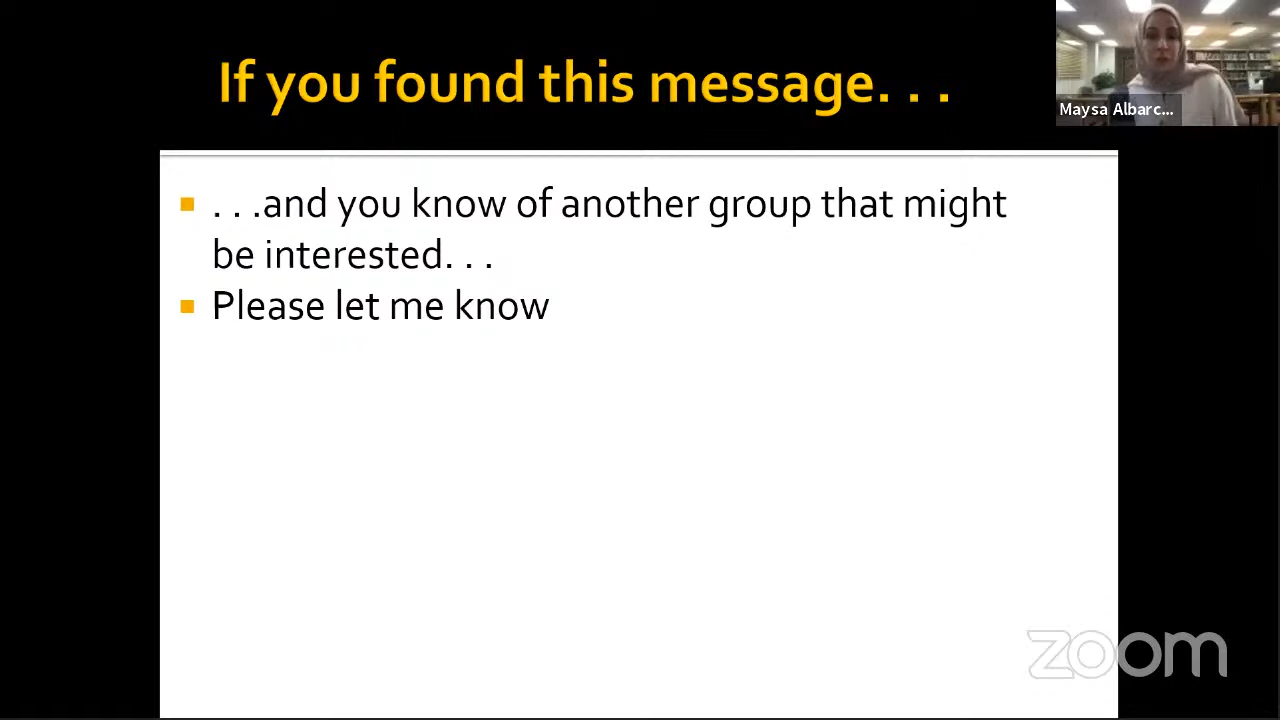 If you found this message. . .
Maysa Albarc...
. . .and you know of another group that might
be interested. . .
Please let me know
zoom